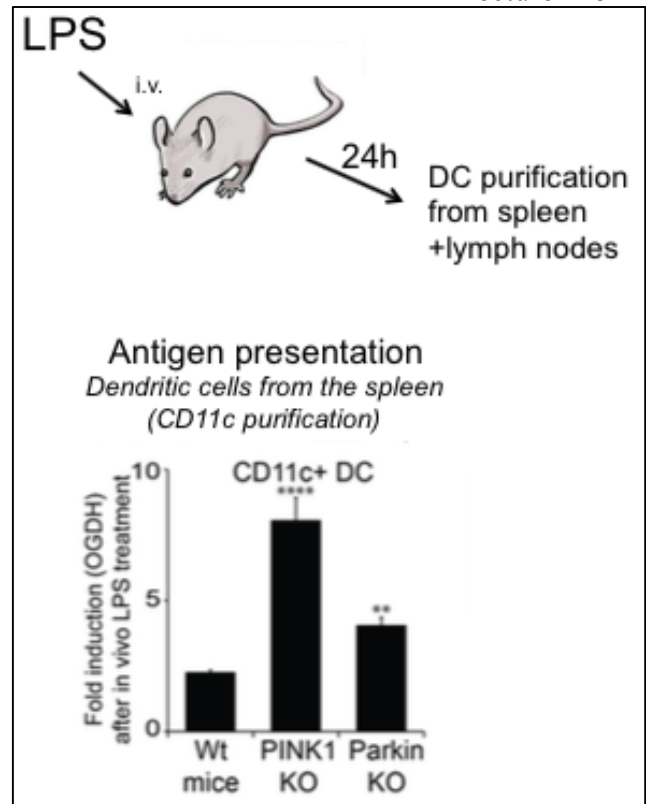 LPS
i.v.
24h
DC purification
from spleen
+lymph nodes
Antigen presentation
Dendritic cells from the spleen
(CD11c purification)
Fold induction (OGDH)
after in vivo LPS treatment
10
5
0
CD11c+ DC
****
**
Wt
mice
PINK1
KO
Parkin
KO